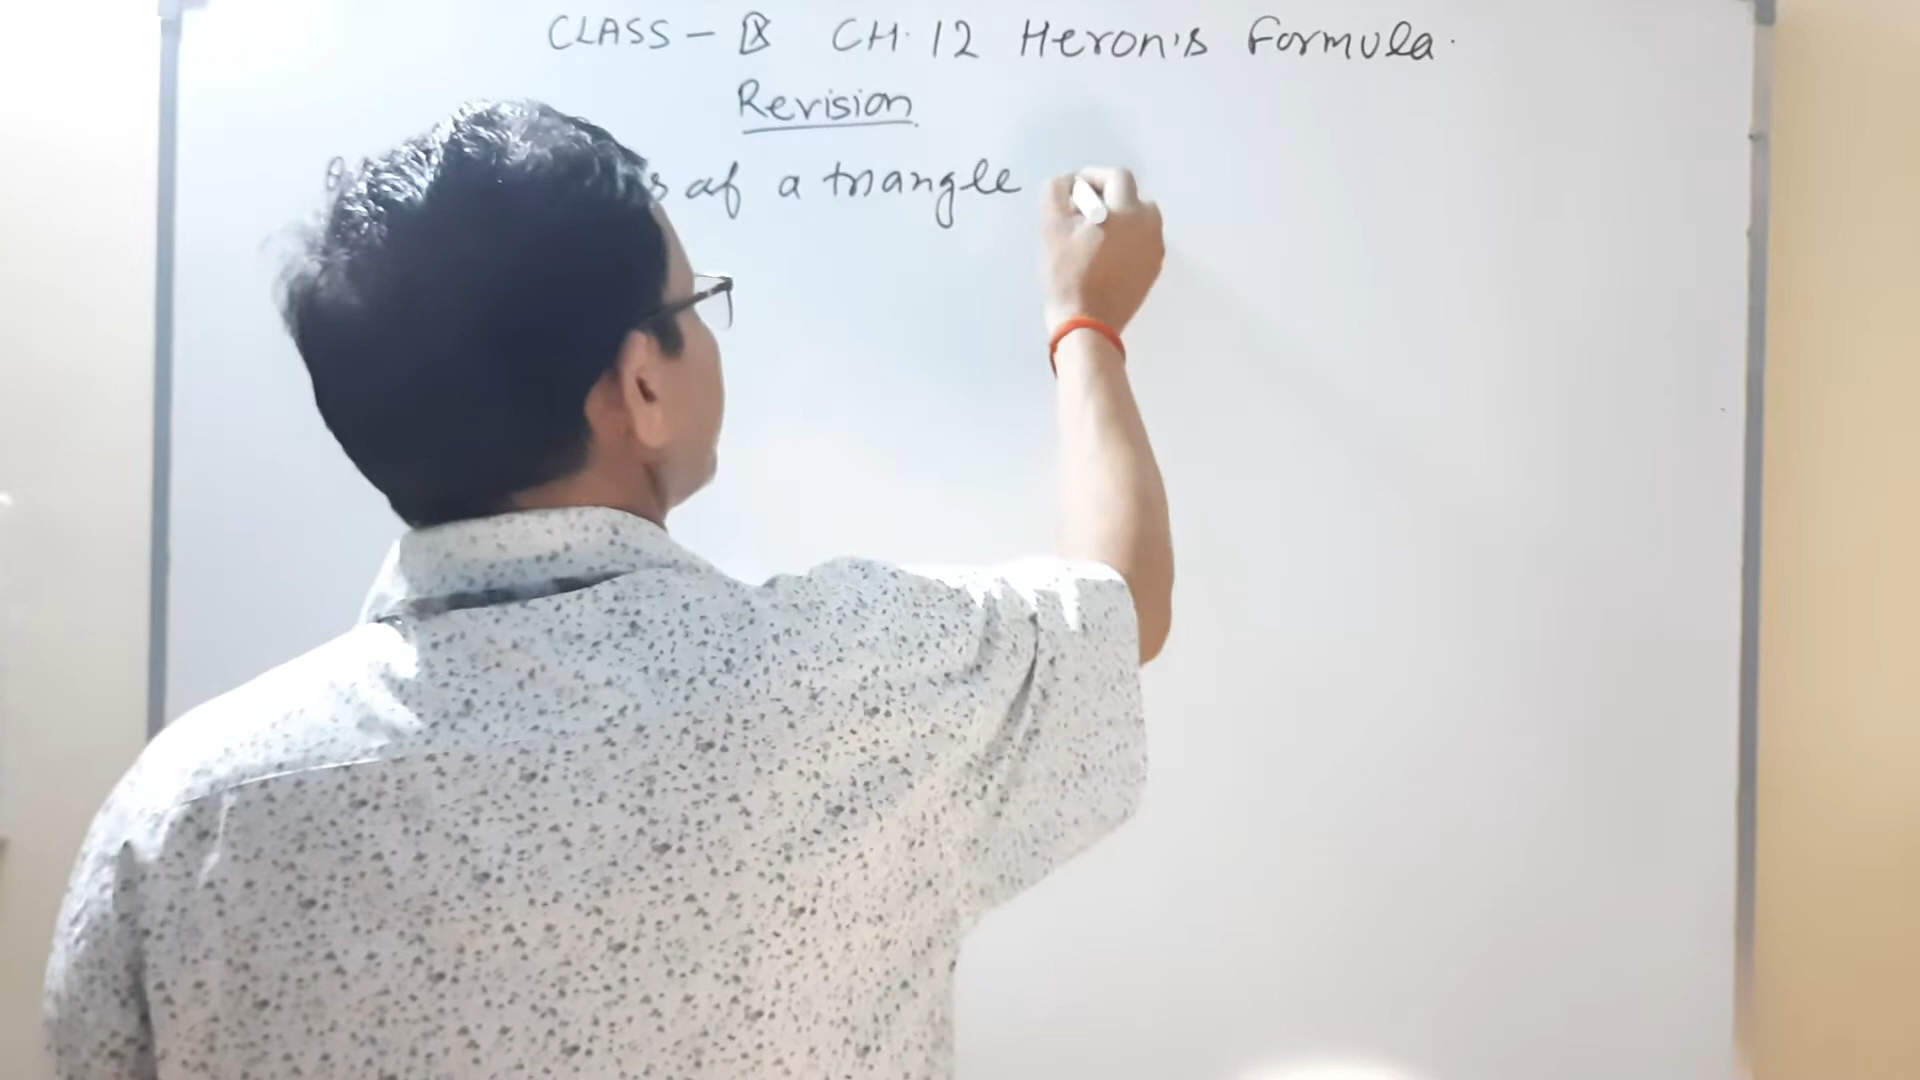 CLASS - IX CH. 12 Heron's Formula.
Revision
of a triangle